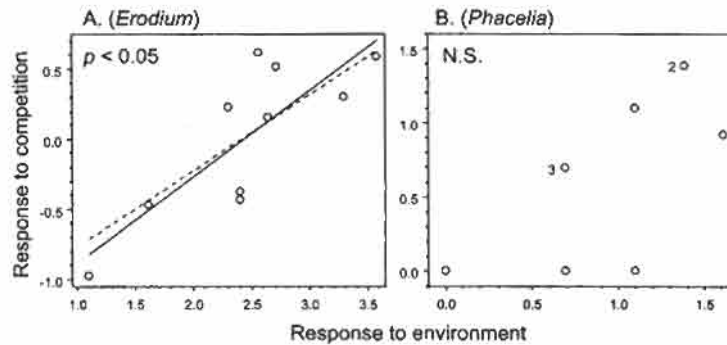 A. (Erodium)
p < 0.05
Response to competition
0.5
0.0
-0.5
-1.0
1.0 1.5 2.0 2.5 3.0 3.5
B. (Phacelia)
N.S.
1.5
1.0
0.5
0.0
2
3
0.0 0.5 1.0 1.5
Response to environment